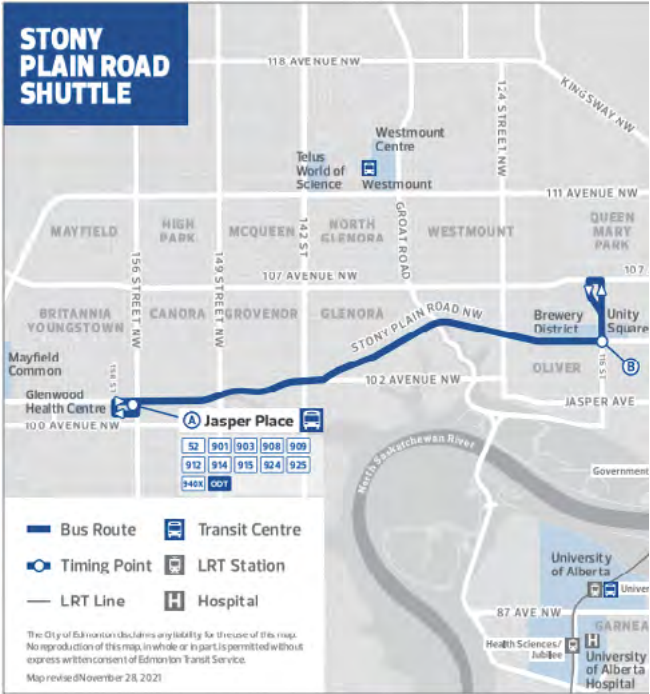 STONY
PLAIN ROAD
SHUTTLE
118 AVENUE NW
KINGSWAY NW
124 STREET NW
Westmount
Centre
Telus
World of
Science
Westmount
111 AVENUE NW
MAYFIELD
HIGH
PARK
MCQUEEN
142 ST
NORTH
GLENORA
GROAT ROAD
WESTMOUNT
QUEEN
MARY
PARK
156 STREET NW
149 STREET NW
107 AVENUE NW
107
BRITANNIA
YOUNGSTOWN
CANORA
GROVENOR
GLENORA
STONY PLAIN ROAD NW
Brewery
District
Unity
Square
B
Mayfield
Common
OLIVER
116 ST
102 AVENUE NW
Glenwood
Health Centre
156 ST
JASPER AVE
100 AVENUE NW
A Jasper Place
52 901 903 908 909
912 914 915 924 925
940X ODT
North Saskatchewan River
Government
Bus Route
Transit Centre
Timing Point
LRT Station
LRT Line
H Hospital
University
of Alberta
Univer
87 AVE NW
GARNEA
Health Sciences/
Jubilee
H
University
of Alberta
Hospital
The City of Edmonton disclaims any liability for the use of this map.
No reproduction of this map, in whole or in part, is permitted without
express written consent of Edmonton Transit Service.
Map revised November 28, 2021